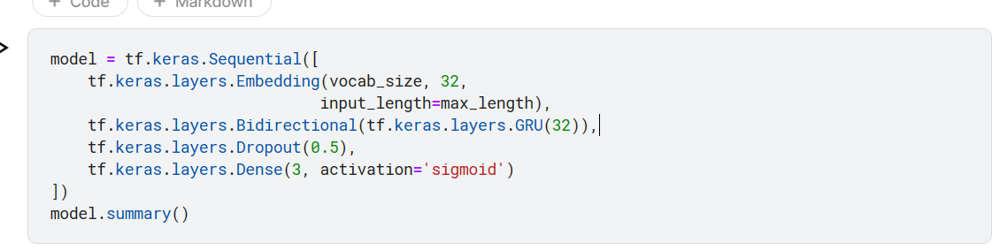 + Code + Markdown
model = tf.keras.Sequential([
    tf.keras.layers.Embedding(vocab_size, 32,
                             input_length=max_length),
    tf.keras.layers.Bidirectional(tf.keras.layers.GRU(32)),
    tf.keras.layers.Dropout(0.5),
    tf.keras.layers.Dense(3, activation='sigmoid')
])
model.summary()